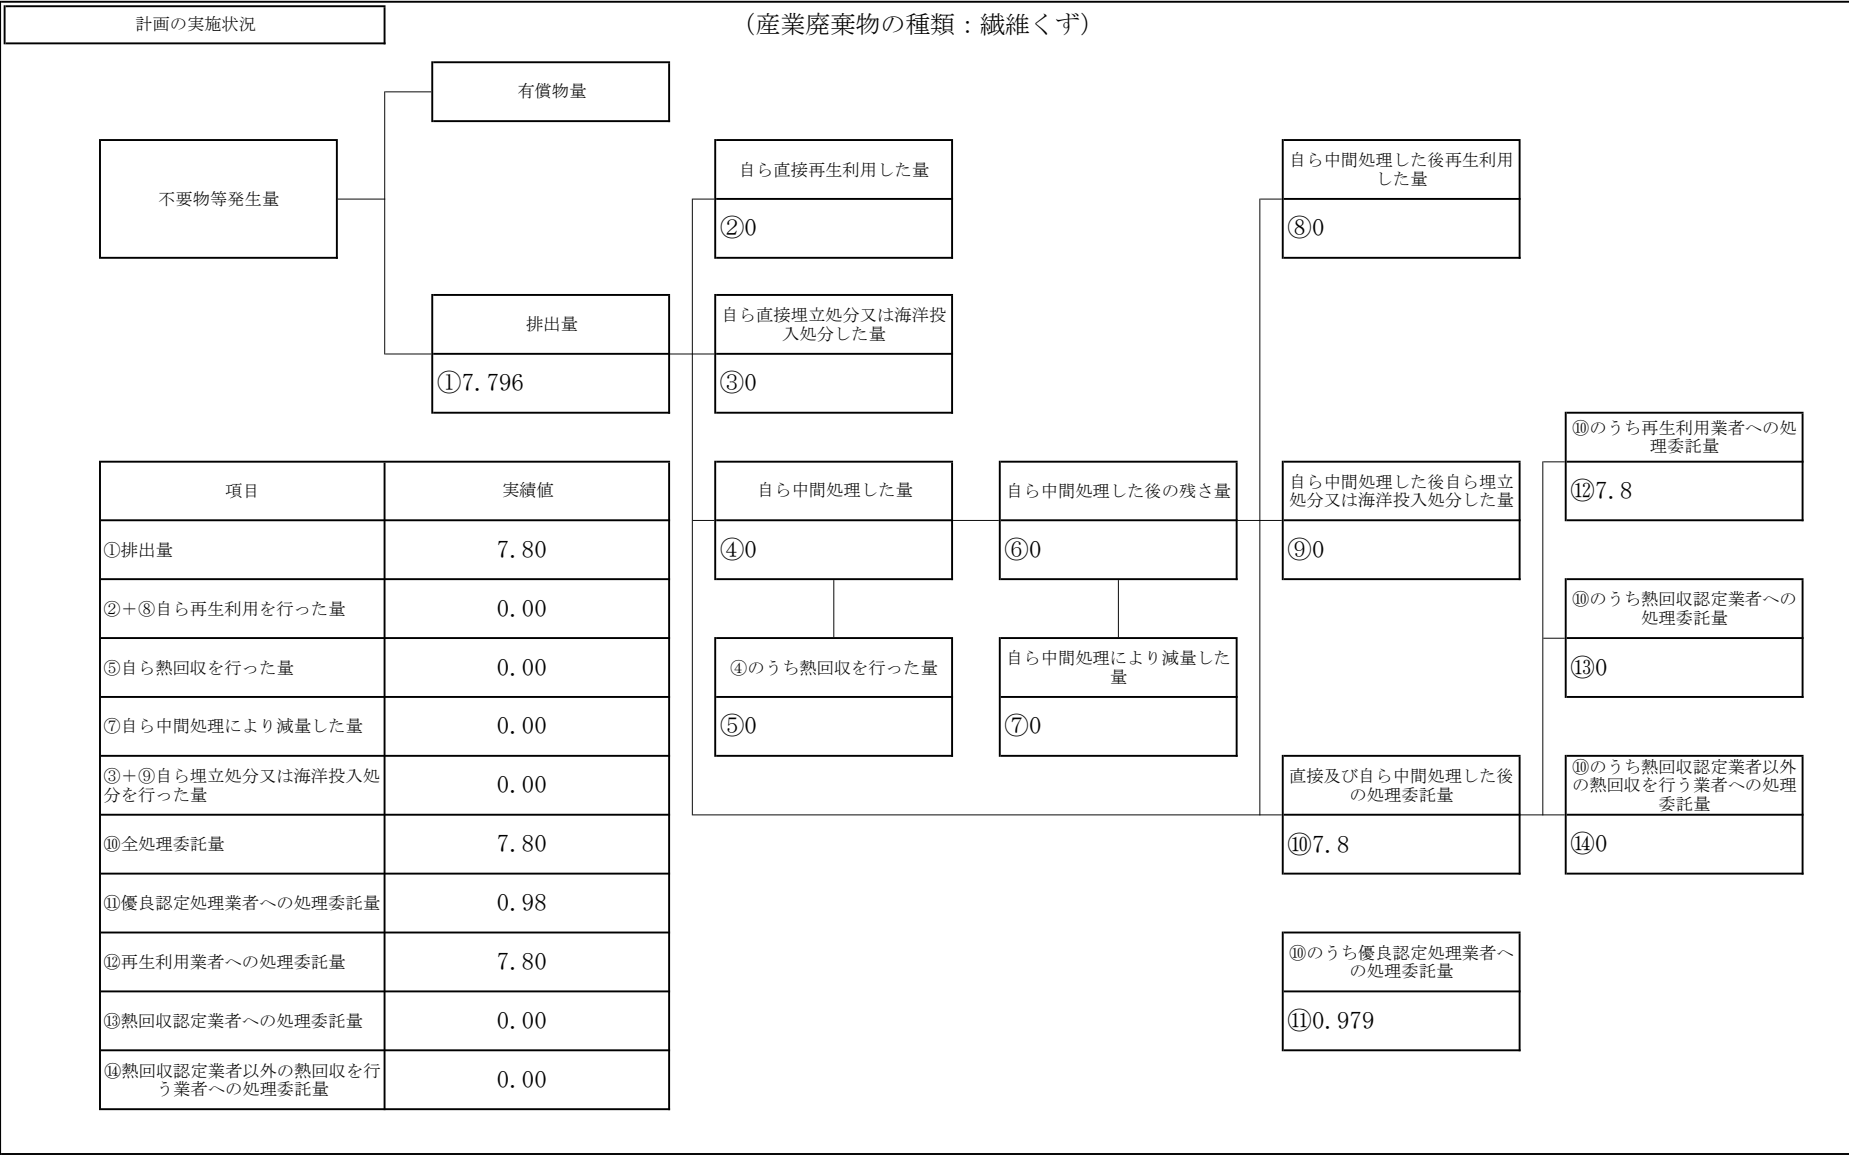 計画の実施状況
（産業廃棄物の種類：繊維くず）
有償物量
不要物等発生量
自ら直接再生利用した量
②0
自ら中間処理した後再生利用
した量
⑧0
排出量
①7.796
自ら直接埋立処分又は海洋投
入処分した量
③0
⑩のうち再生利用業者への処
理委託量
⑫7.8
自ら中間処理した量
④0
自ら中間処理した後の残さ量
⑥0
自ら中間処理した後自ら埋立
処分又は海洋投入処分した量
⑨0
⑩のうち熱回収認定業者への
処理委託量
⑬0
④のうち熱回収を行った量
⑤0
自ら中間処理により減量した
量
⑦0
直接及び自ら中間処理した後
の処理委託量
⑩7.8
⑩のうち熱回収認定業者以外
の熱回収を行う業者への処理
委託量
⑭0
⑩のうち優良認定処理業者へ
の処理委託量
⑪0.979
項目 実績値
①排出量 7.80
②＋⑧自ら再生利用を行った量 0.00
⑤自ら熱回収を行った量 0.00
⑦自ら中間処理により減量した量 0.00
③＋⑨自ら埋立処分又は海洋投入処
分を行った量 0.00
⑩全処理委託量 7.80
⑪優良認定処理業者への処理委託量 0.98
⑫再生利用業者への処理委託量 7.80
⑬熱回収認定業者への処理委託量 0.00
⑭熱回収認定業者以外の熱回収を行
う業者への処理委託量 0.00